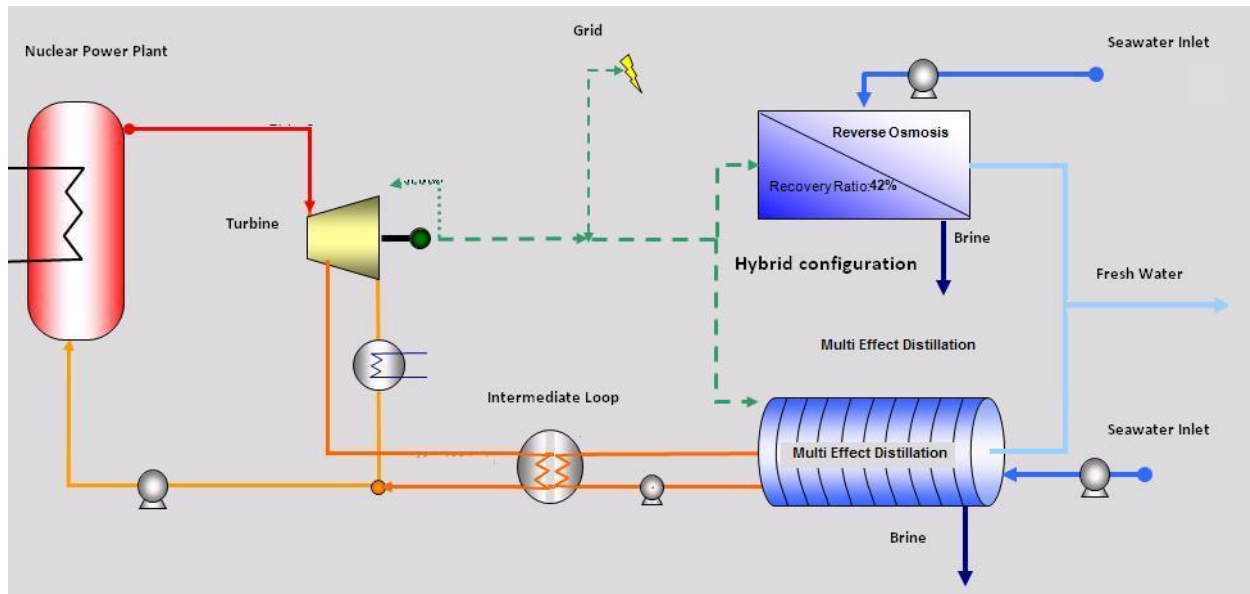 Grid
Seawater Inlet
Nuclear Power Plant
Reverse Osmosis
Recovery Ratio:42%
Turbine
Brine
Hybrid configuration
Fresh Water
Multi Effect Distillation
Intermediate Loop
Seawater Inlet
Multi Effect Distillation
Brine